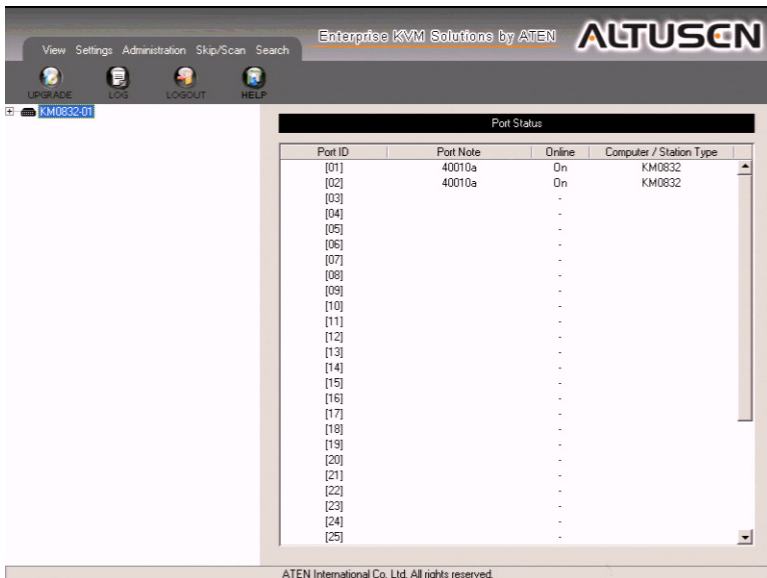 Enterprise KVM Solutions by ATEN ALTUSEN
View Settings Administration Skip/Scan Search
UPGRADE LOG LOGOUT HELP
KM0832-01
Port Status
Port ID Port Note Online Computer / Station Type
[01] 40010a On KM0832
[02] 40010a On KM0832
[03] -
[04] -
[05] -
[06] -
[07] -
[08] -
[09] -
[10] -
[11] -
[12] -
[13] -
[14] -
[15] -
[16] -
[17] -
[18] -
[19] -
[20] -
[21] -
[22] -
[23] -
[24] -
[25] -
ATEN International Co. Ltd. All rights reserved.